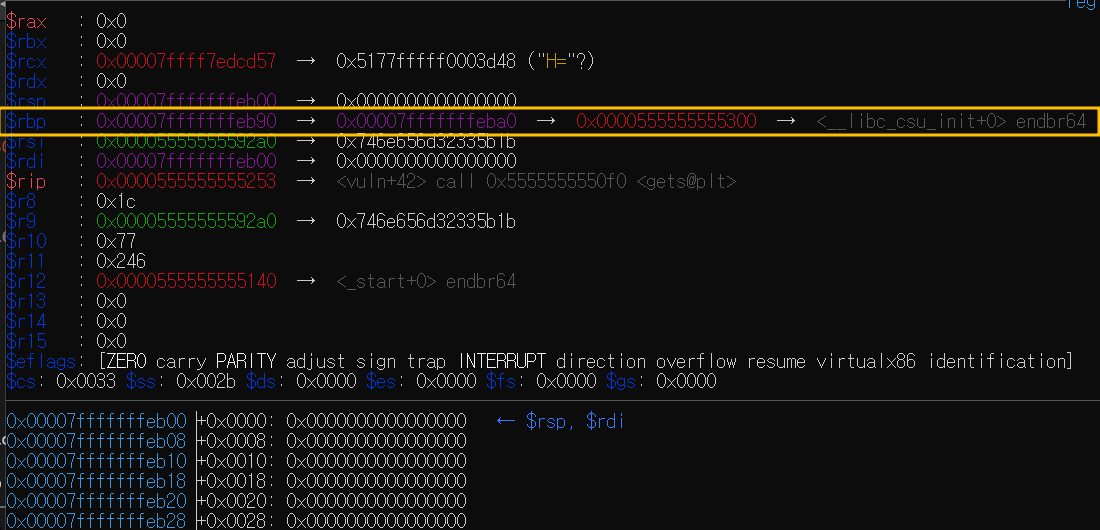 reg
$rax : 0x0
$rbx : 0x0
$rcx : 0x00007ffff7edcd57 → 0x5177fffff0003d48 ("H="?)
$rdx : 0x0
$rsp : 0x00007fffffffeb00 → 0x0000000000000000
$rbp : 0x00007fffffffeb90 → 0x00007fffffffeba0 → 0x0000555555555300 → <__libc_csu_init+0> endbr64
$rsi : 0x00005555555592a0 → 0x746e656d32335b1b
$rdi : 0x00007fffffffeb00 → 0x0000000000000000
$rip : 0x0000555555555253 → <vuln+42> call 0x5555555550f0 <gets@plt>
$r8 : 0x1c
$r9 : 0x00005555555592a0 → 0x746e656d32335b1b
$r10 : 0x77
$r11 : 0x246
$r12 : 0x0000555555555140 → <_start+0> endbr64
$r13 : 0x0
$r14 : 0x0
$r15 : 0x0
$eflags: [ZERO carry PARITY adjust sign trap INTERRUPT direction overflow resume virtualx86 identification]
$cs: 0x0033 $ss: 0x002b $ds: 0x0000 $es: 0x0000 $fs: 0x0000 $gs: 0x0000
0x00007fffffffeb00 +0x0000: 0x0000000000000000 ← $rsp, $rdi
0x00007fffffffeb08 +0x0008: 0x0000000000000000
0x00007fffffffeb10 +0x0010: 0x0000000000000000
0x00007fffffffeb18 +0x0018: 0x0000000000000000
0x00007fffffffeb20 +0x0020: 0x0000000000000000
0x00007fffffffeb28 +0x0028: 0x0000000000000000